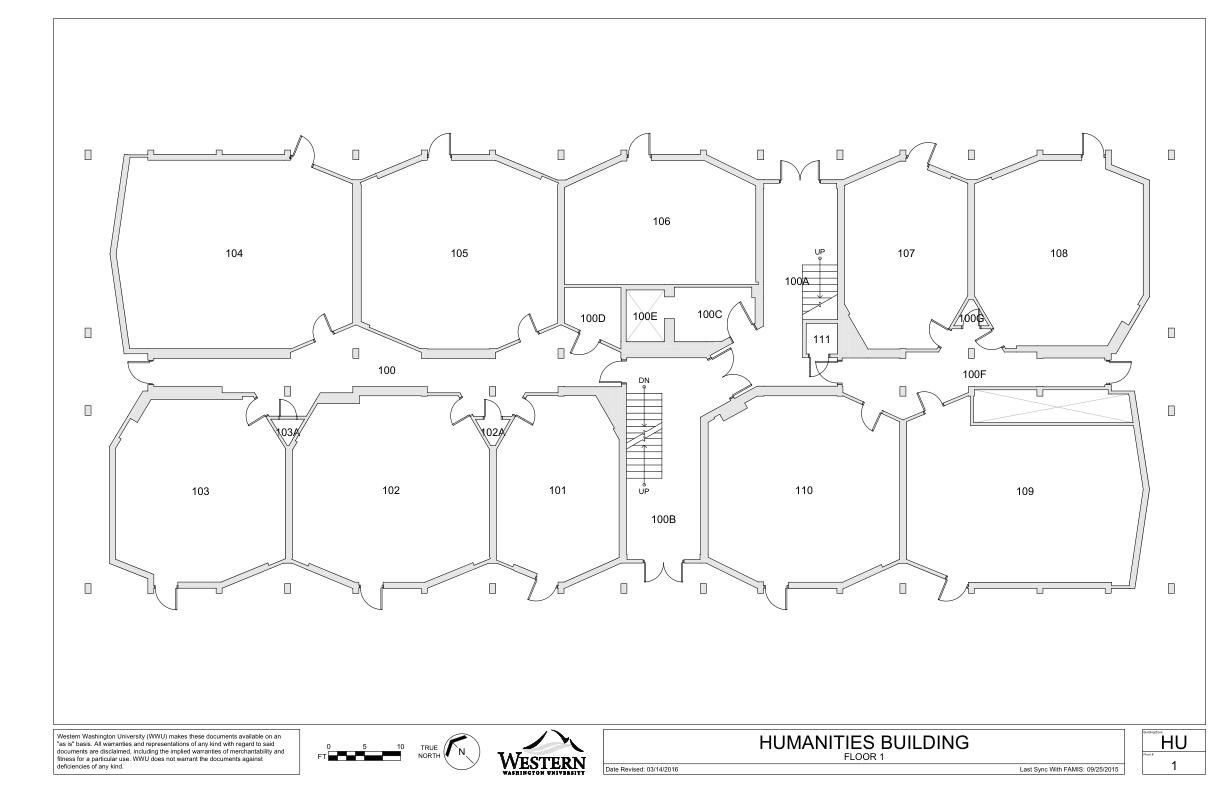 106
104
105
107
108
UP
100A
100E
100C
100D
100G
111
100
100F
DN
103A
102A
103
102
101
110
109
UP
100B
Western Washington University (WWU) makes these documents available on an
"as is" basis. All warranties and representations of any kind with regard to said
documents are disclaimed, including the implied warranties of merchantability and
fitness for a particular use. WWU does not warrant the documents against
deficiencies of any kind.
0 5 10
FT
TRUE
NORTH
N
WESTERN
WASHINGTON UNIVERSITY
HUMANITIES BUILDING
FLOOR 1
Date Revised: 03/14/2016
Last Sync With FAMIS: 09/25/2015
HU
1